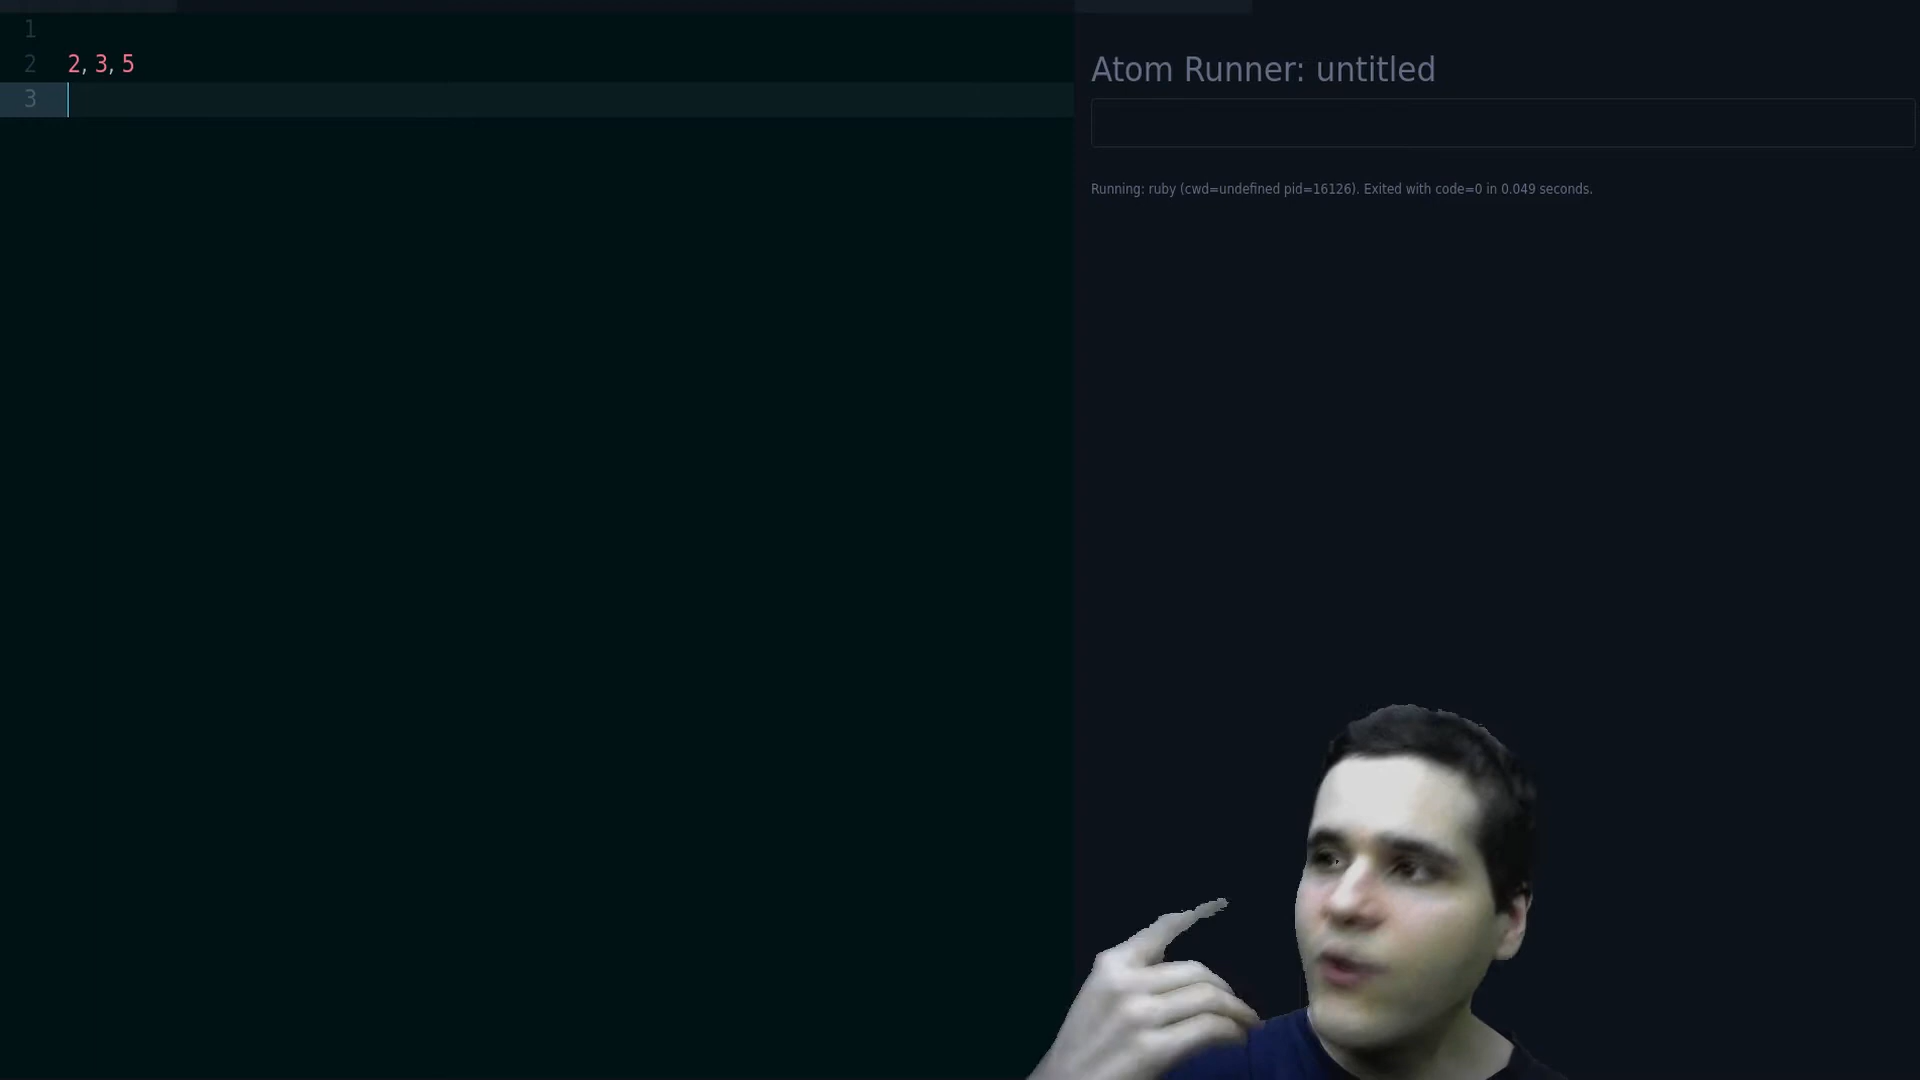 1
2 2, 3, 5
3
Atom Runner: untitled
Running: ruby (cwd=undefined pid=16126). Exited with code=0 in 0.049 seconds.